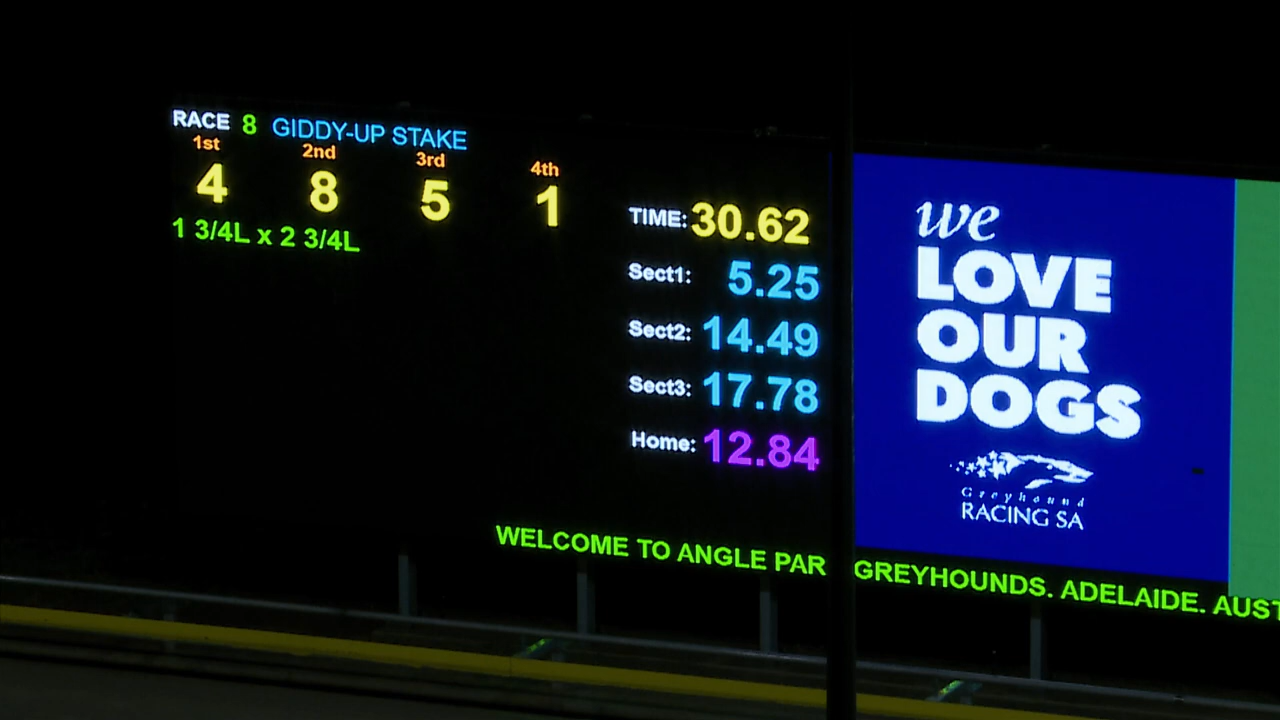 RACE 8 GIDDY-UP STAKE
1st 2nd 3rd 4th
4 8 5 1
1 3/4L x 2 3/4L
TIME: 30.62
Sect1: 5.25
Sect2: 14.49
Sect3: 17.78
Home: 12.84
we
LOVE
OUR
DOGS
Greyhound
RACING SA
WELCOME TO ANGLE PAR GREYHOUNDS. ADELAIDE. AUST